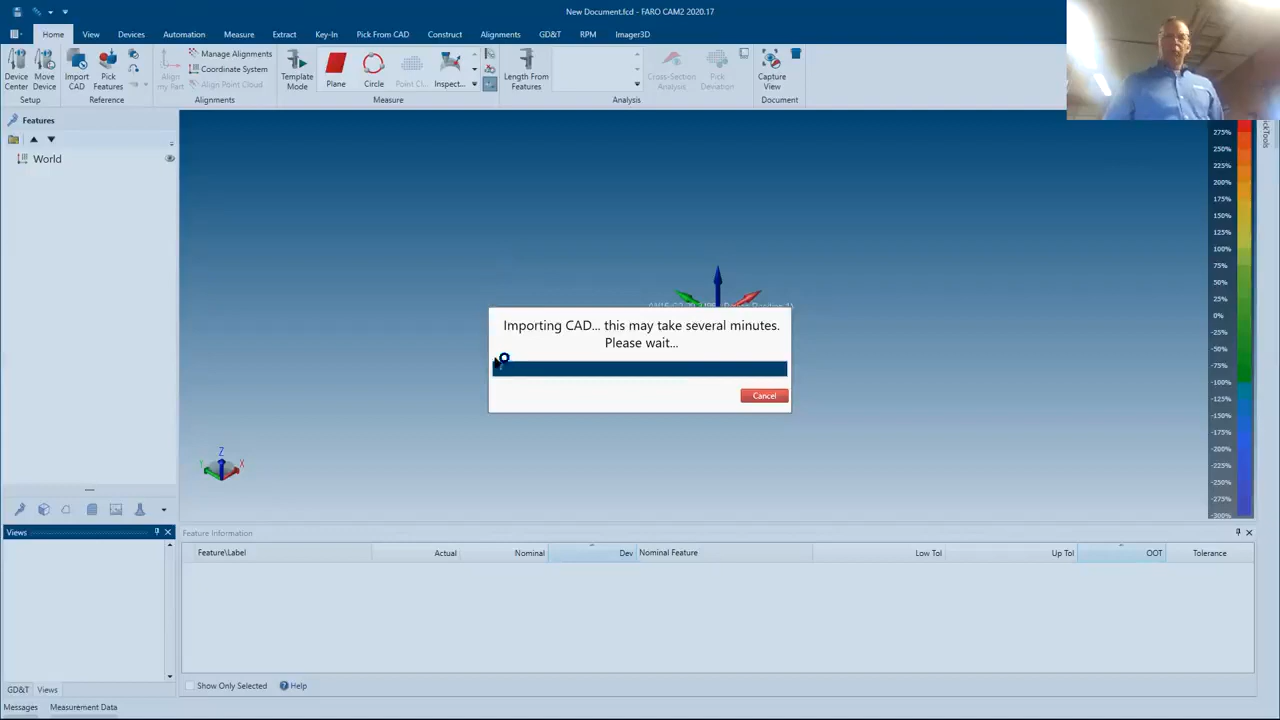 New Document.fcd - FARO CAM2 2020.17
Home View Devices Automation Measure Extract Key-In Pick From CAD Construct Alignments GD&T RPM Imager3D
Device Center
Move Device
Setup
Import CAD
Pick Features
Reference
Align my Part
Manage Alignments
Coordinate System
Align Point Cloud
Alignments
Template Mode
Plane
Circle
Point Cl...
Inspect...
Measure
Length From Features
Cross-Section Analysis
Pick Deviation
Analysis
Capture View
Document
Features
World
Importing CAD... this may take several minutes.
Please wait...
Cancel
Z
Y
X
275%
250%
225%
200%
175%
150%
125%
100%
75%
50%
25%
0%
-25%
-50%
-75%
-100%
-125%
-150%
-175%
-200%
-225%
-250%
-275%
-300%
Views
Feature Information
Feature\Label Actual Nominal Dev Nominal Feature Low Tol Up Tol OOT Tolerance
Show Only Selected Help
GD&T Views
Messages Measurement Data